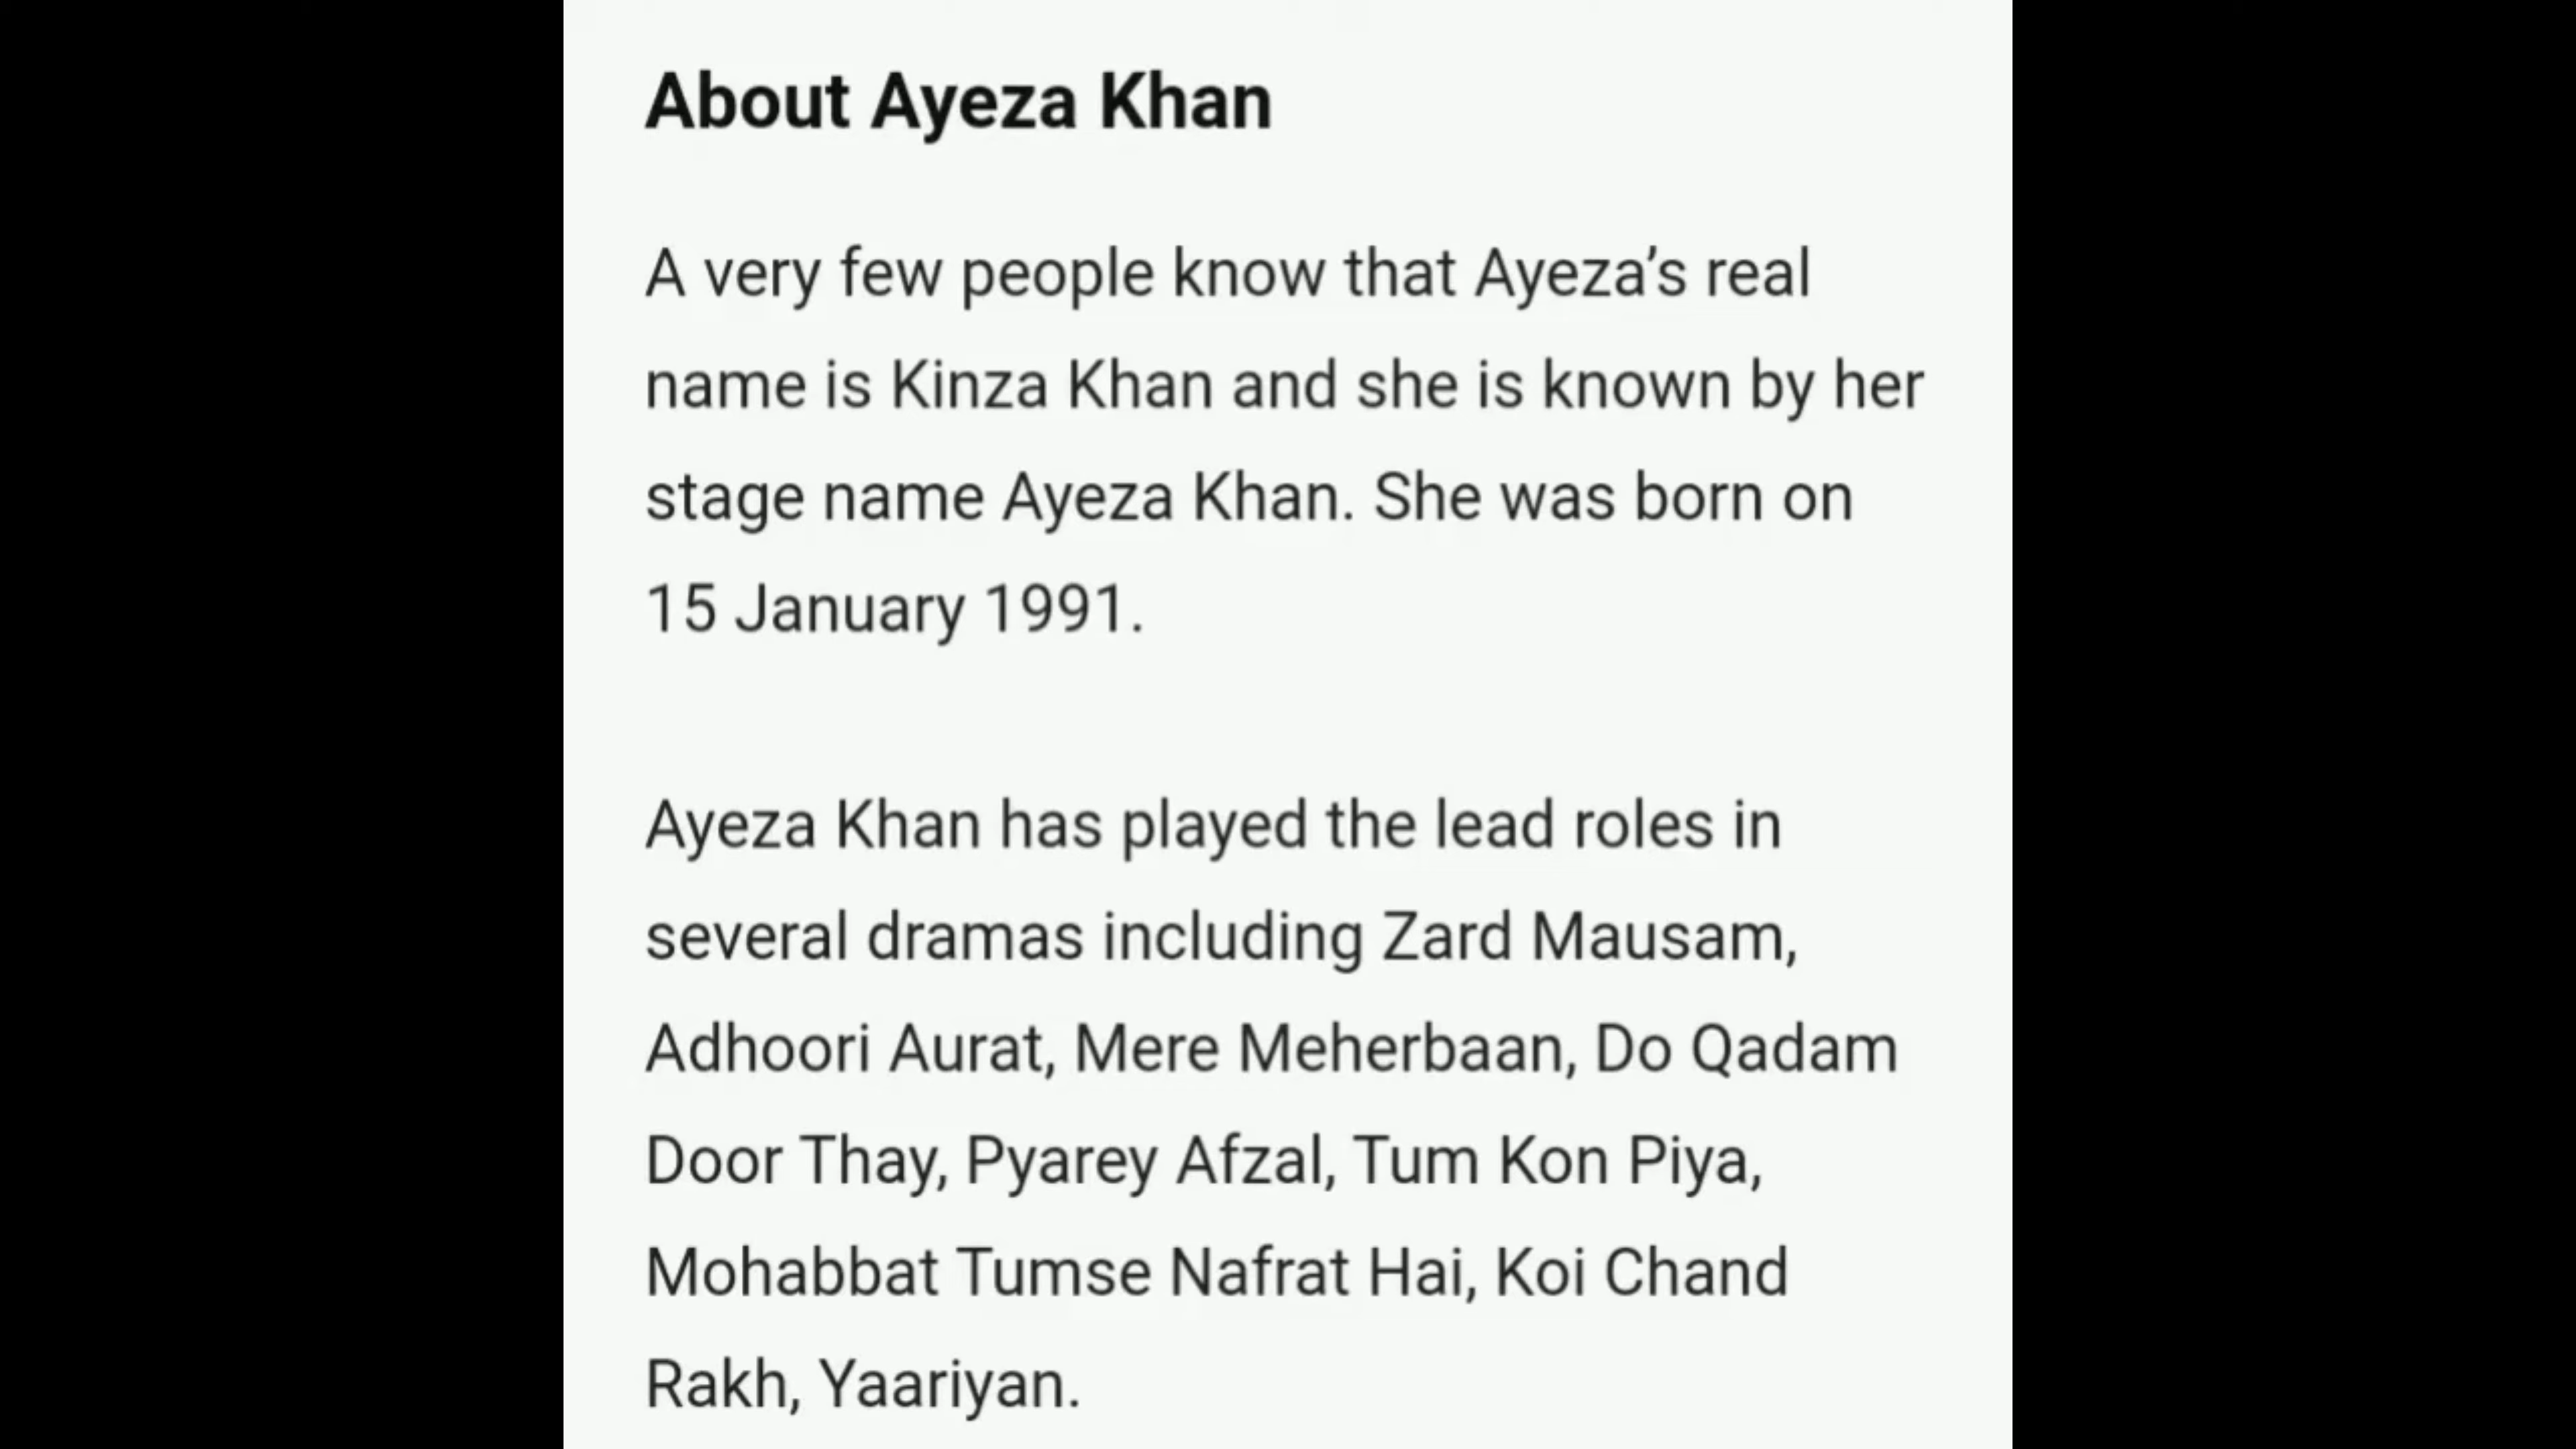 About Ayeza Khan
A very few people know that Ayeza’s real
name is Kinza Khan and she is known by her
stage name Ayeza Khan. She was born on
15 January 1991.
Ayeza Khan has played the lead roles in
several dramas including Zard Mausam,
Adhoori Aurat, Mere Meherbaan, Do Qadam
Door Thay, Pyarey Afzal, Tum Kon Piya,
Mohabbat Tumse Nafrat Hai, Koi Chand
Rakh, Yaariyan.